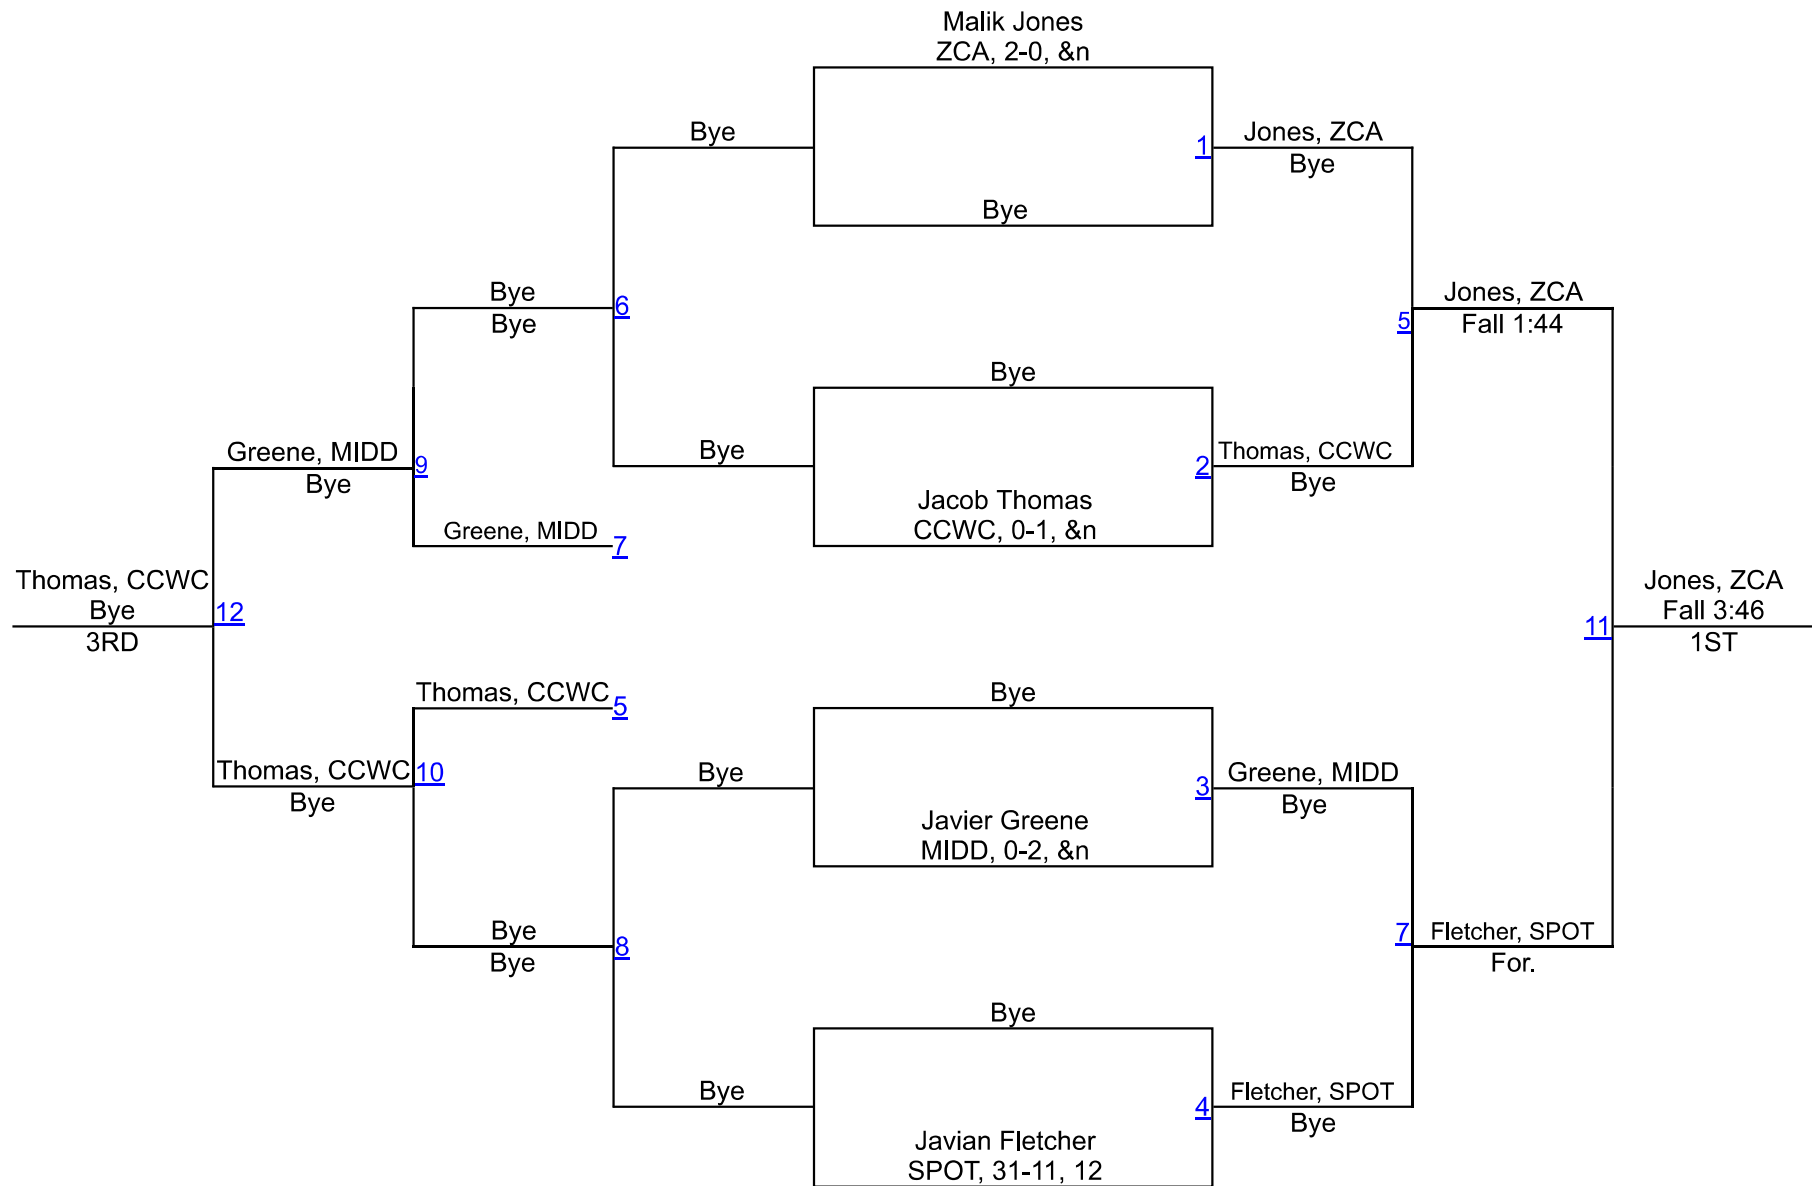 Malik Jones
ZCA, 2-0, &n
Bye
1
Jones, ZCA
Bye
Bye
Bye
Bye
6
5
Jones, ZCA
Fall 1:44
Bye
Greene, MIDD
Bye
9
Bye
2
Thomas, CCWC
Bye
Jacob Thomas
CCWC, 0-1, &n
Greene, MIDD
7
Thomas, CCWC
Bye
3RD
12
11
Jones, ZCA
Fall 3:46
1ST
Thomas, CCWC
5
Bye
Thomas, CCWC
Bye
10
Bye
3
Greene, MIDD
Bye
Javier Greene
MIDD, 0-2, &n
Bye
Bye
8
7
Fletcher, SPOT
For.
Bye
Bye
4
Fletcher, SPOT
Bye
Javian Fletcher
SPOT, 31-11, 12